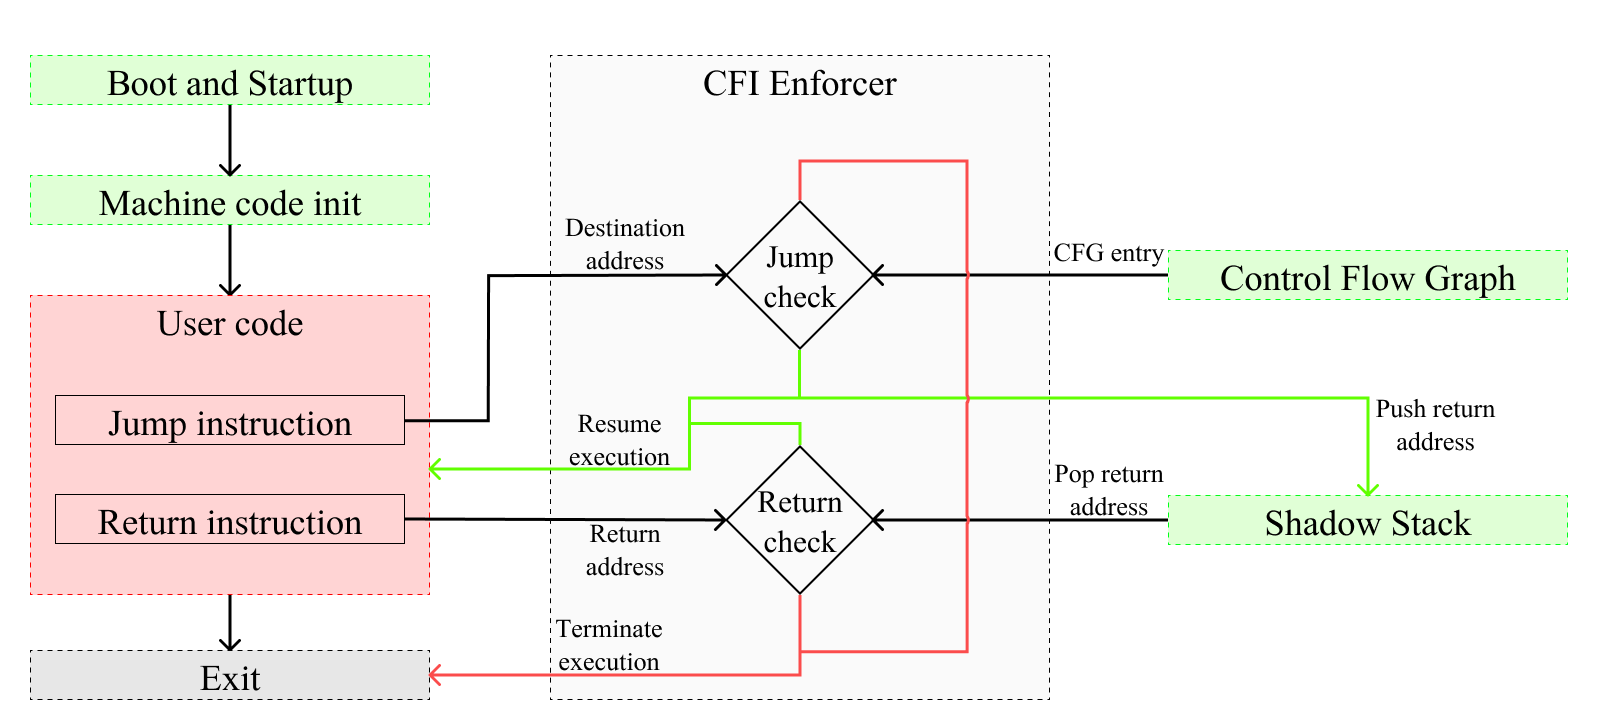 Boot and Startup
CFI Enforcer
Machine code init
Destination
address
Jump
check
CFG entry
Control Flow Graph
User code
Jump instruction
Resume
execution
Push return
address
Return instruction
Return
address
Return
check
Pop return
address
Shadow Stack
Terminate
execution
Exit